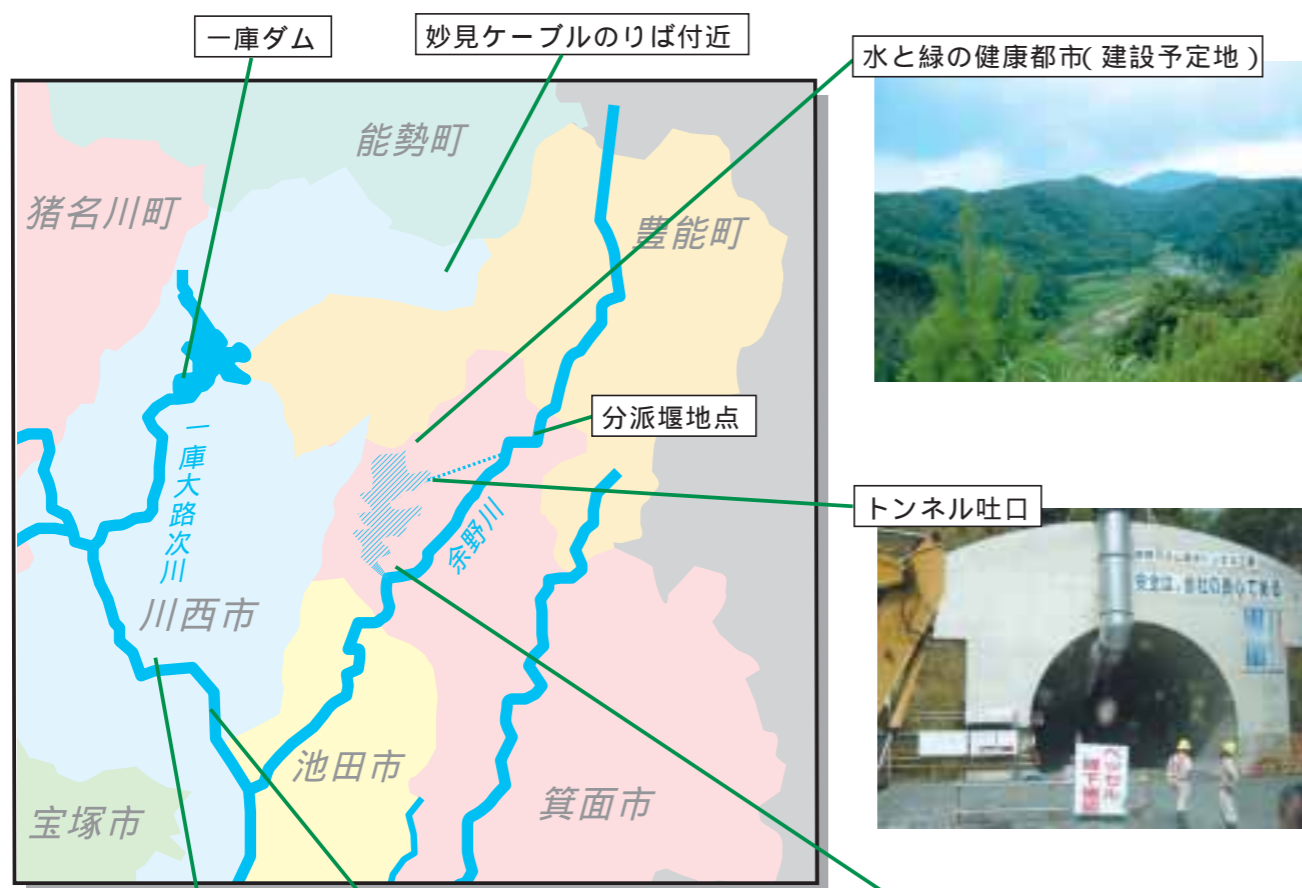 一庫ダム
妙見ケーブルのりば付近
水と緑の健康都市(建設予定地)
能勢町
猪名川町
豊能町
分派堰地点
一庫大路次川
余野川
トンネル吐口
川西市
池田市
箕面市
宝塚市
安全は、